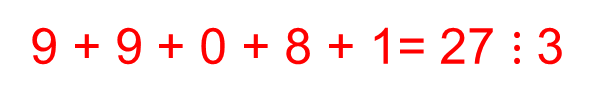 9 + 9 + 0 + 8 + 1= 27 ⋮ 3